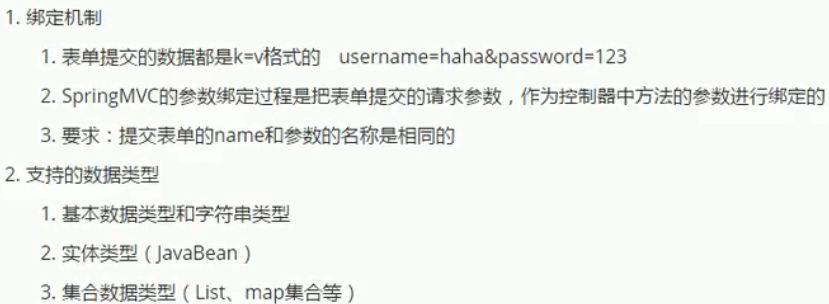 1. 绑定机制
1. 表单提交的数据都是k=v格式的 username=haha&password=123
2. SpringMVC的参数绑定过程是把表单提交的请求参数，作为控制器中方法的参数进行绑定的
3. 要求：提交表单的name和参数的名称是相同的
2. 支持的数据类型
1. 基本数据类型和字符串类型
2. 实体类型（JavaBean）
3. 集合数据类型（List、map集合等）